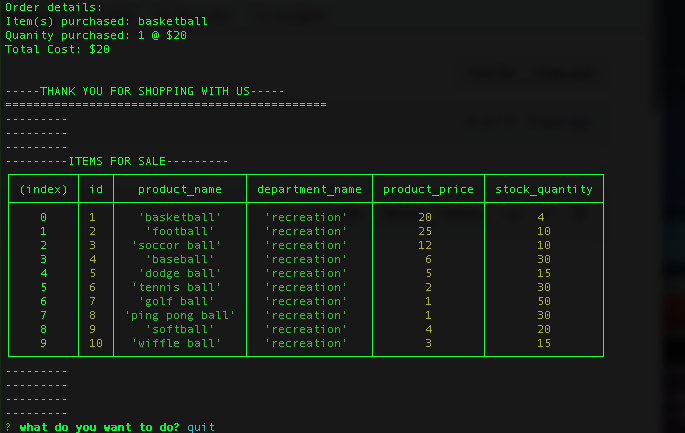 Order details:
Item(s) purchased: basketball
Quanity purchased: 1 @ $20
Total Cost: $20
-----THANK YOU FOR SHOPPING WITH US-----
==============================================
---------
---------
---------
---------ITEMS FOR SALE---------
(index) id product_name department_name product_price stock_quantity
0 1 'basketball' 'recreation' 20 4
1 2 'football' 'recreation' 25 10
2 3 'soccor ball' 'recreation' 12 10
3 4 'baseball' 'recreation' 6 30
4 5 'dodge ball' 'recreation' 5 15
5 6 'tennis ball' 'recreation' 2 30
6 7 'golf ball' 'recreation' 1 50
7 8 'ping pong ball' 'recreation' 1 30
8 9 'softball' 'recreation' 4 20
9 10 'wiffle ball' 'recreation' 3 15
---------
---------
---------
---------
? what do you want to do? quit